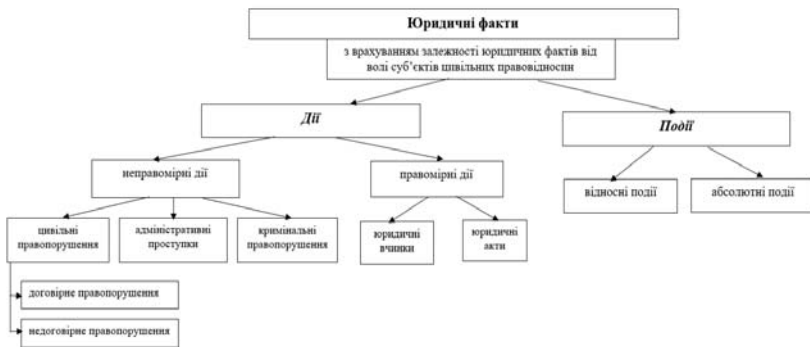 Юридичні факти
з врахуванням залежності юридичних фактів від
волі суб’єктів цивільних правовідносин
Дії
Події
неправомірні дії
правомірні дії
відносні події
абсолютні події
цивільні
правопорушення
адміністративні
проступки
кримінальні
правопорушення
юридичні
вчинки
юридичні
акти
договірне правопорушення
недоговірне правопорушення